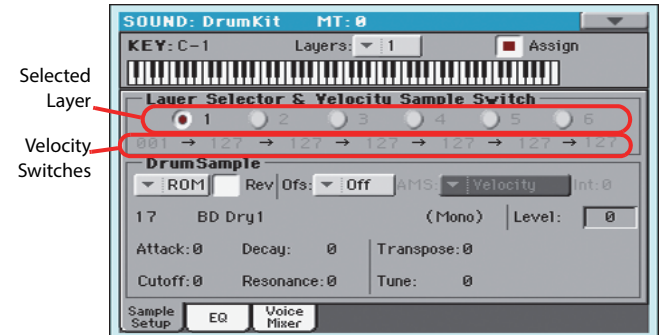 SOUND: DrumKit MT:0
KEY:C-1 Layers: 1 Assign
Selected
Layer
Layer Selector & Velocity Sample Switch
1 2 3 4 5 6
Velocity
Switches
001 → 127 → 127 → 127 → 127 → 127 → 127
DrumSample
ROM Rev Ofs: Off AMS: Velocity Int:0
17 BD Dry1 (Mono) Level: 0
Attack:0 Decay: 0 Transpose:0
Cutoff:0 Resonance:0 Tune: 0
Sample
Setup
EQ
Voice
Mixer